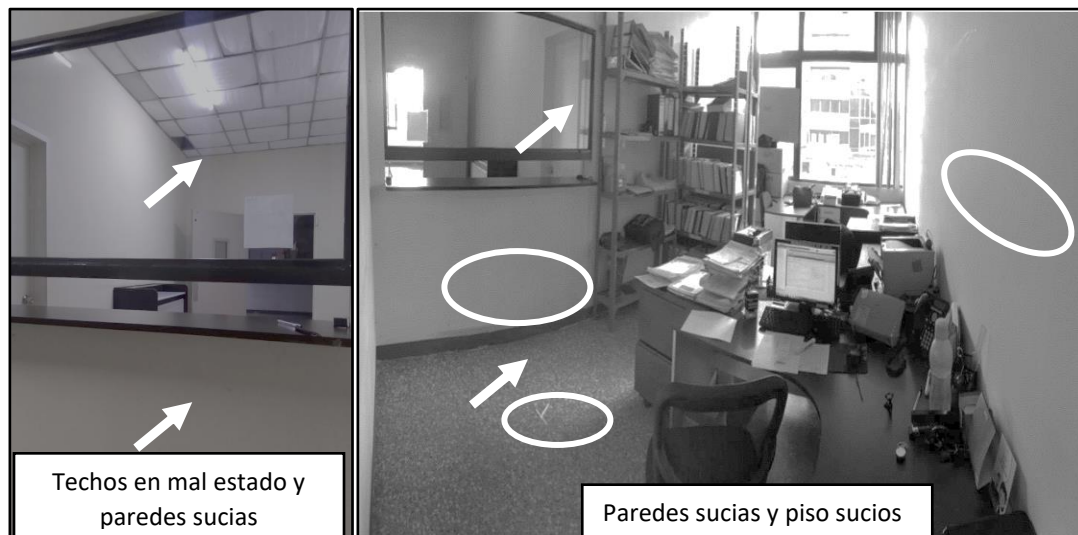 Techos en mal estado y
paredes sucias
Paredes sucias y piso sucios